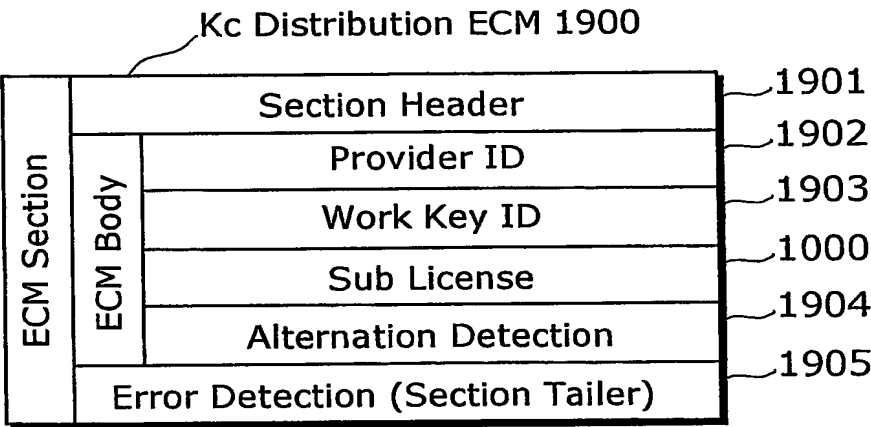 Kc Distribution ECM 1900
ECM Section
Section Header
1901
ECM Body
Provider ID
1902
Work Key ID
1903
Sub License
1000
Alternation Detection
1904
Error Detection (Section Tailer)
1905